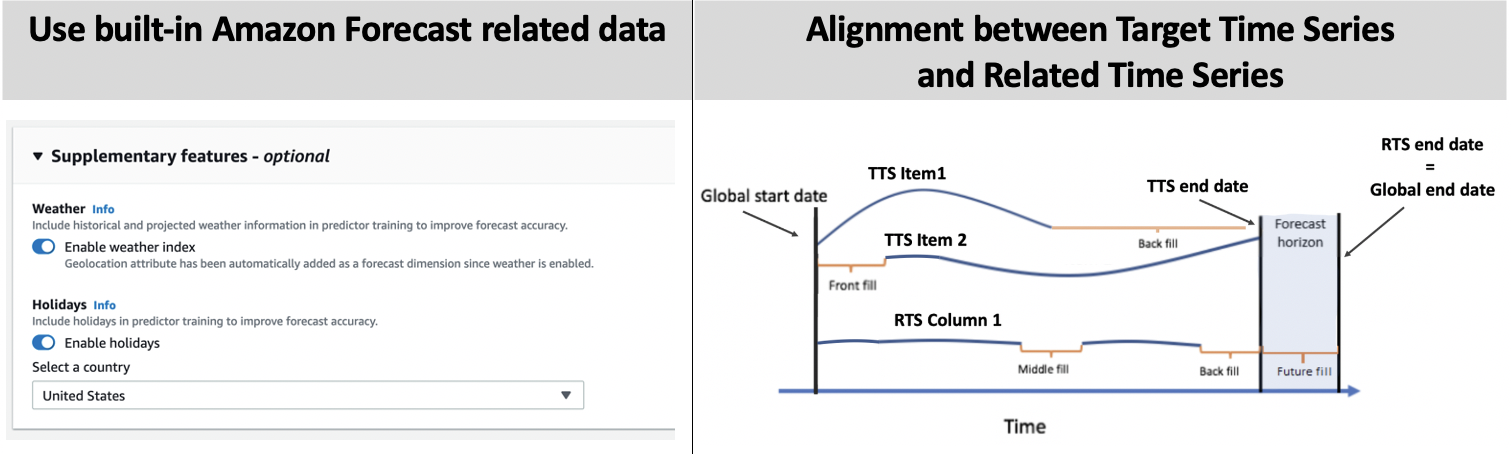 Use built-in Amazon Forecast related data
Supplementary features - optional
Weather Info
Include historical and projected weather information in predictor training to improve forecast accuracy.
Enable weather index
Geolocation attribute has been automatically added as a forecast dimension since weather is enabled.
Holidays Info
Include holidays in predictor training to improve forecast accuracy.
Enable holidays
Select a country
United States
Alignment between Target Time Series
and Related Time Series
RTS end date
=
Global end date
TTS Item1
TTS end date
Global start date
Forecast
horizon
TTS Item 2
Back fill
Front fill
RTS Column 1
Middle fill
Back fill
Future fill
Time